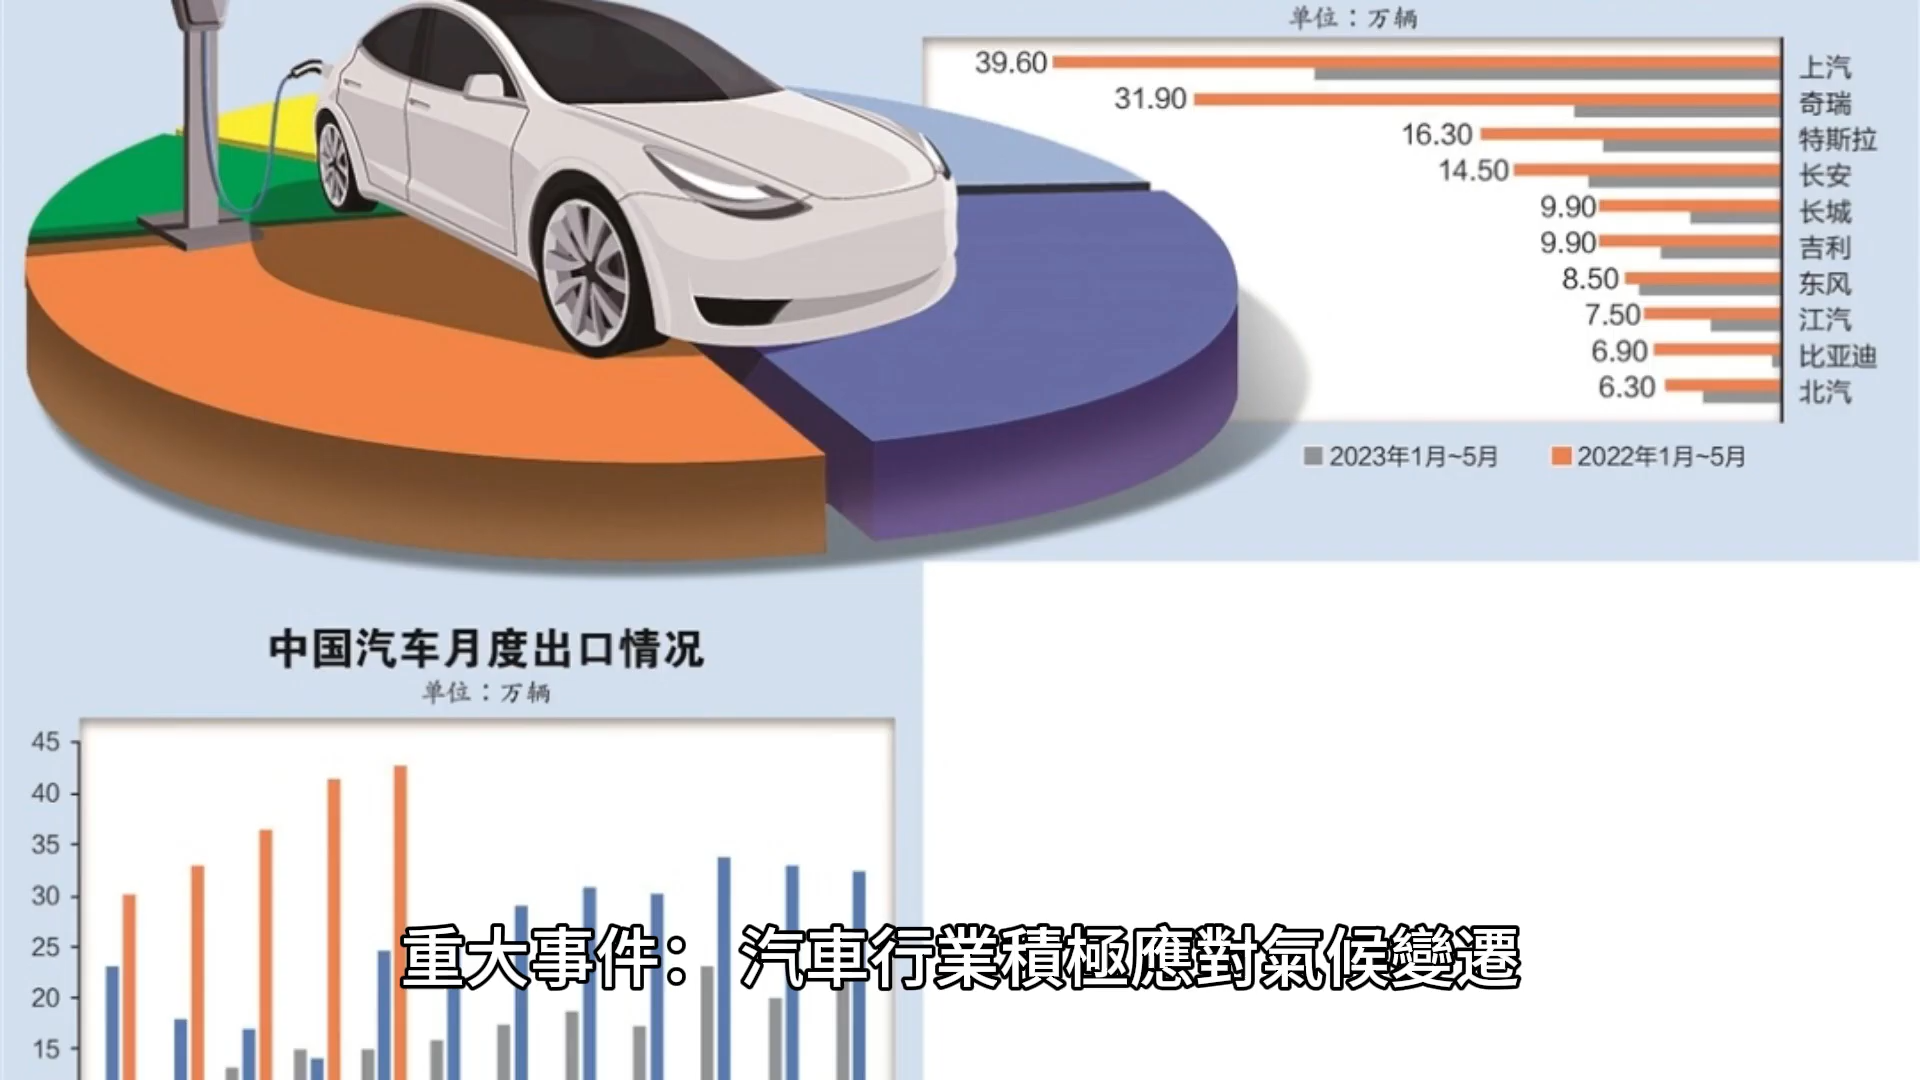 单位：万辆
39.60 上汽
31.90 奇瑞
16.30 特斯拉
14.50 长安
9.90 长城
9.90 吉利
8.50 东风
7.50 江汽
6.90 比亚迪
6.30 北汽
2023年1月~5月 2022年1月~5月
中国汽车月度出口情况
单位：万辆
45
40
35
30
25
20
15
重大事件： 汽車行業積極應對氣候變遷